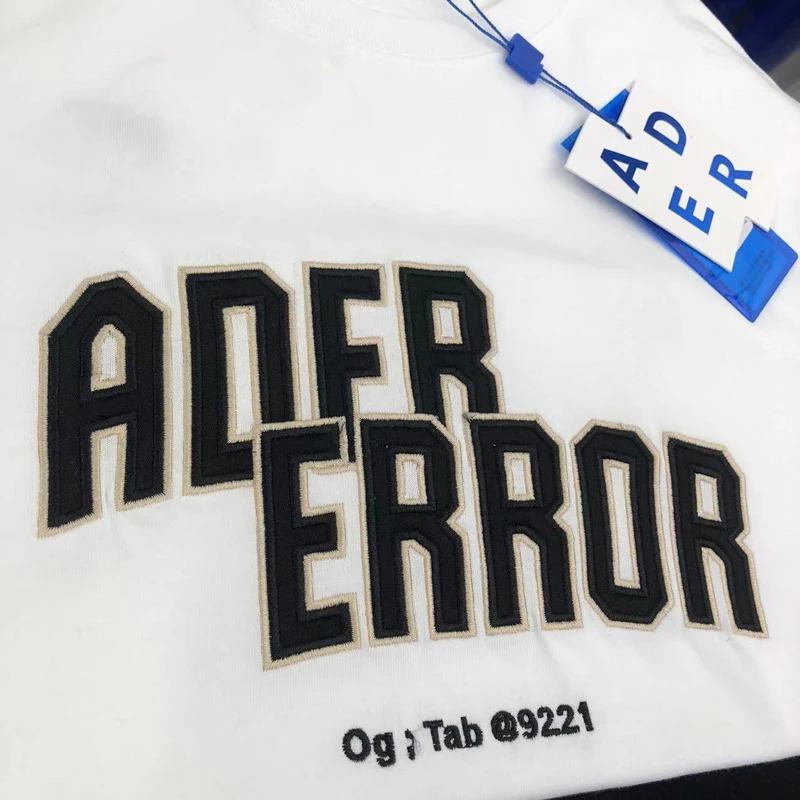 A D
E R
ADER
ERROR
Og ; Tab @9221